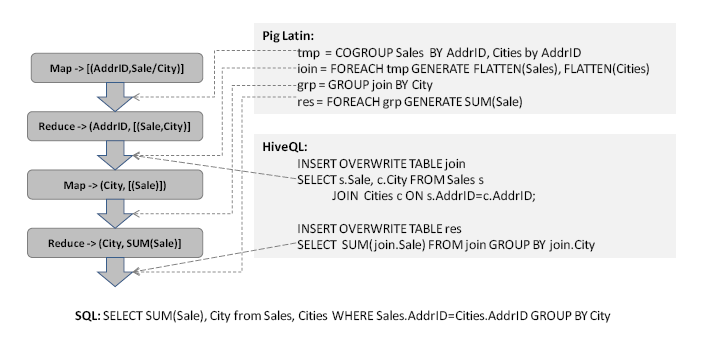 Pig Latin:
tmp = COGROUP Sales BY AddrID, Cities by AddrID
join = FOREACH tmp GENERATE FLATTEN(Sales), FLATTEN(Cities)
grp = GROUP join BY City
res = FOREACH grp GENERATE SUM(Sale)
Map -> [(AddrID,Sale/City)]
Reduce -> (AddrID, [(Sale,City)]
Map -> (City, [(Sale)])
Reduce -> (City, SUM(Sale)]
HiveQL:
INSERT OVERWRITE TABLE join
SELECT s.Sale, c.City FROM Sales s
JOIN Cities c ON s.AddrID=c.AddrID;
INSERT OVERWRITE TABLE res
SELECT SUM(join.Sale) FROM join GROUP BY join.City
SQL: SELECT SUM(Sale), City from Sales, Cities WHERE Sales.AddrID=Cities.AddrID GROUP BY City